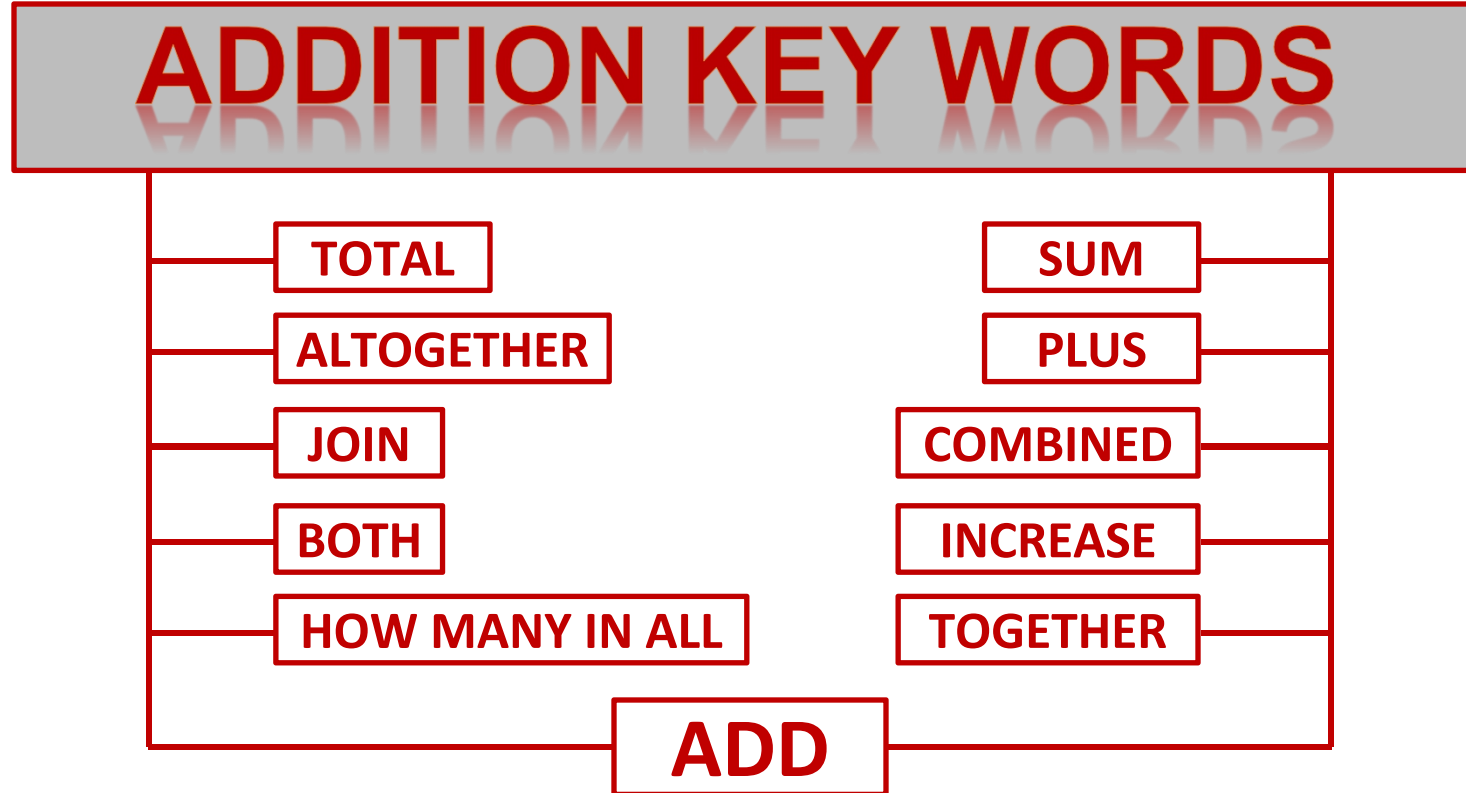 ADDITION KEY WORDS
TOTAL
ALTOGETHER
JOIN
BOTH
HOW MANY IN ALL
SUM
PLUS
COMBINED
INCREASE
TOGETHER
ADD